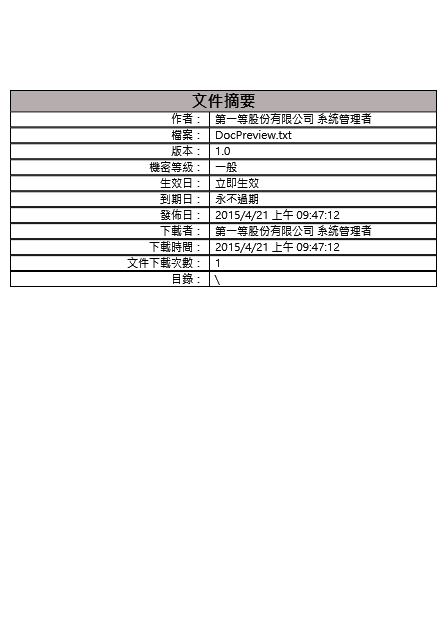 文件摘要
作者： 第一等股份有限公司 系統管理者
檔案： DocPreview.txt
版本： 1.0
機密等級： 一般
生效日： 立即生效
到期日： 永不過期
發佈日： 2015/4/21 上午 09:47:12
下載者： 第一等股份有限公司 系統管理者
下載時間： 2015/4/21 上午 09:47:12
文件下載次數： 1
目錄： \